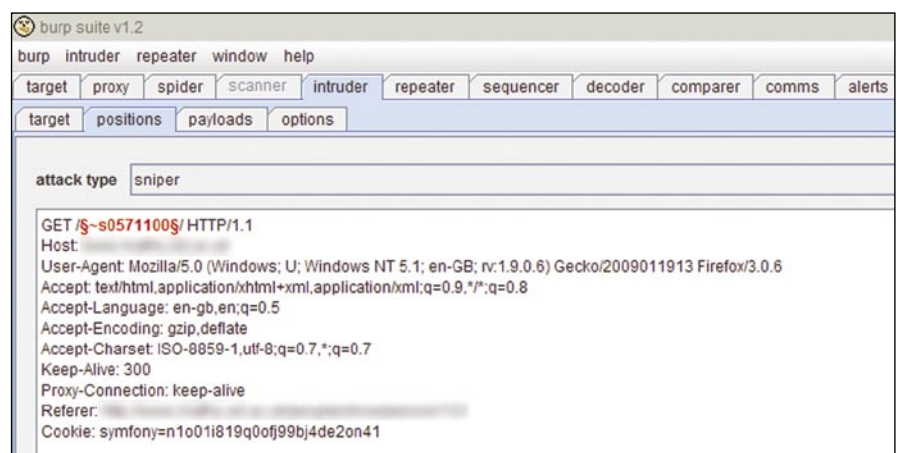 burp suite v1.2
burp intruder repeater window help
target proxy spider scanner intruder repeater sequencer decoder comparer comms alerts
target positions payloads options
attack type sniper
GET /§~s0571100§/ HTTP/1.1
Host:
User-Agent: Mozilla/5.0 (Windows; U; Windows NT 5.1; en-GB; rv:1.9.0.6) Gecko/2009011913 Firefox/3.0.6
Accept: text/html,application/xhtml+xml,application/xml;q=0.9,*/*;q=0.8
Accept-Language: en-gb,en;q=0.5
Accept-Encoding: gzip,deflate
Accept-Charset: ISO-8859-1,utf-8;q=0.7,*;q=0.7
Keep-Alive: 300
Proxy-Connection: keep-alive
Referer:
Cookie: symfony=n1o01i819q0ofj99bj4de2on41